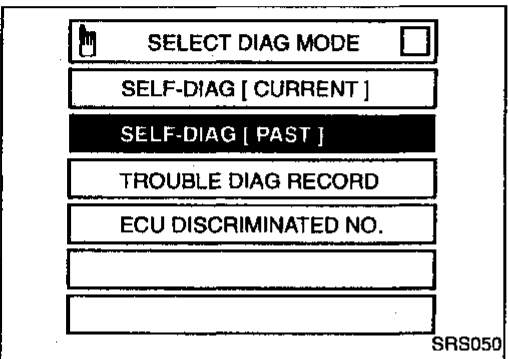 SELECT DIAG MODE
SELF-DIAG [ CURRENT ]
SELF-DIAG [ PAST ]
TROUBLE DIAG RECORD
ECU DISCRIMINATED NO.
SRS050